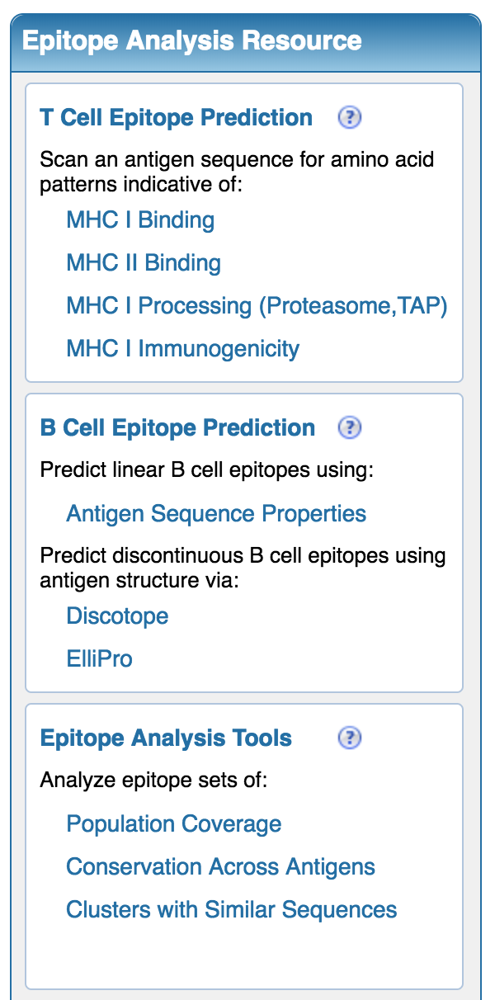 Epitope Analysis Resource
T Cell Epitope Prediction ?
Scan an antigen sequence for amino acid
patterns indicative of:
MHC I Binding
MHC II Binding
MHC I Processing (Proteasome,TAP)
MHC I Immunogenicity
B Cell Epitope Prediction ?
Predict linear B cell epitopes using:
Antigen Sequence Properties
Predict discontinuous B cell epitopes using
antigen structure via:
Discotope
ElliPro
Epitope Analysis Tools ?
Analyze epitope sets of:
Population Coverage
Conservation Across Antigens
Clusters with Similar Sequences